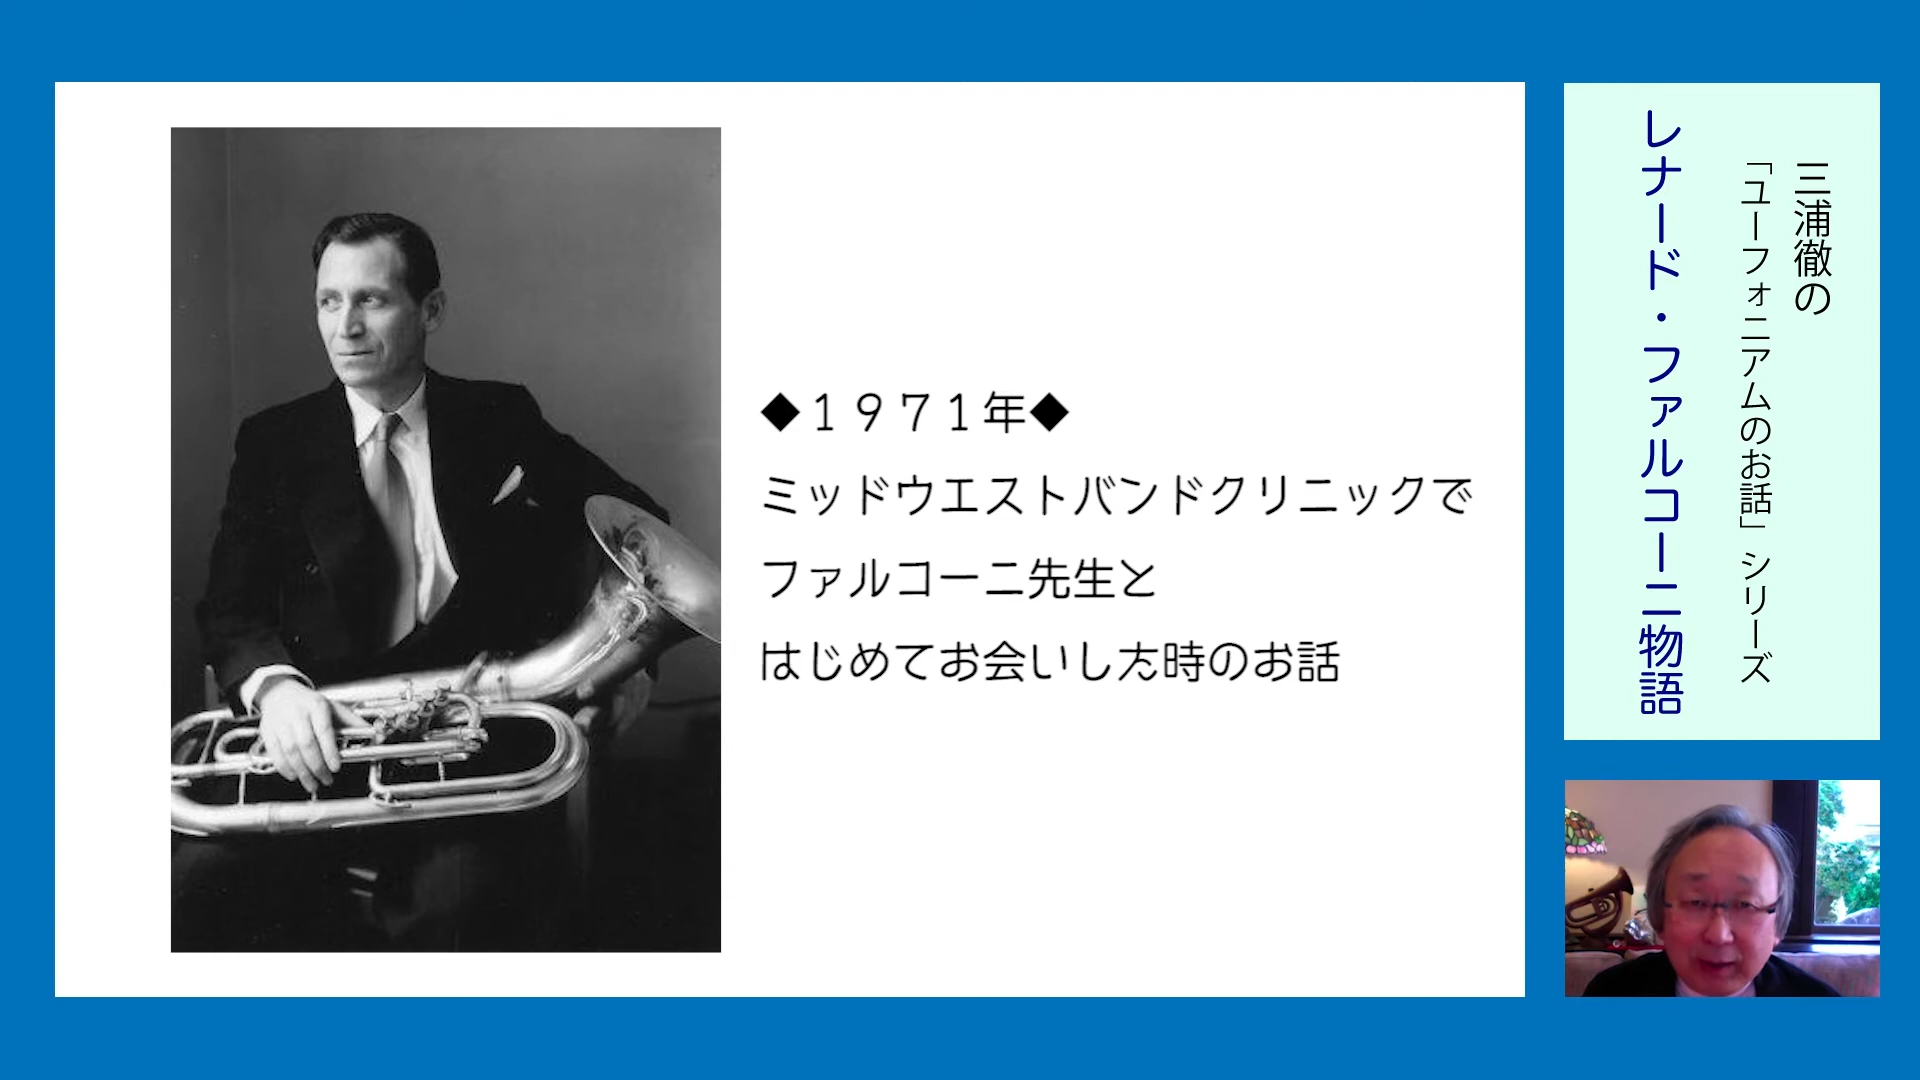 ◆１９７１年◆
ミッドウエストバンドクリニックで
ファルコーニ先生と
はじめてお会いした時のお話
三浦徹の
「ユーフォニアムのお話」シリーズ
レナード・ファルコーニ物語